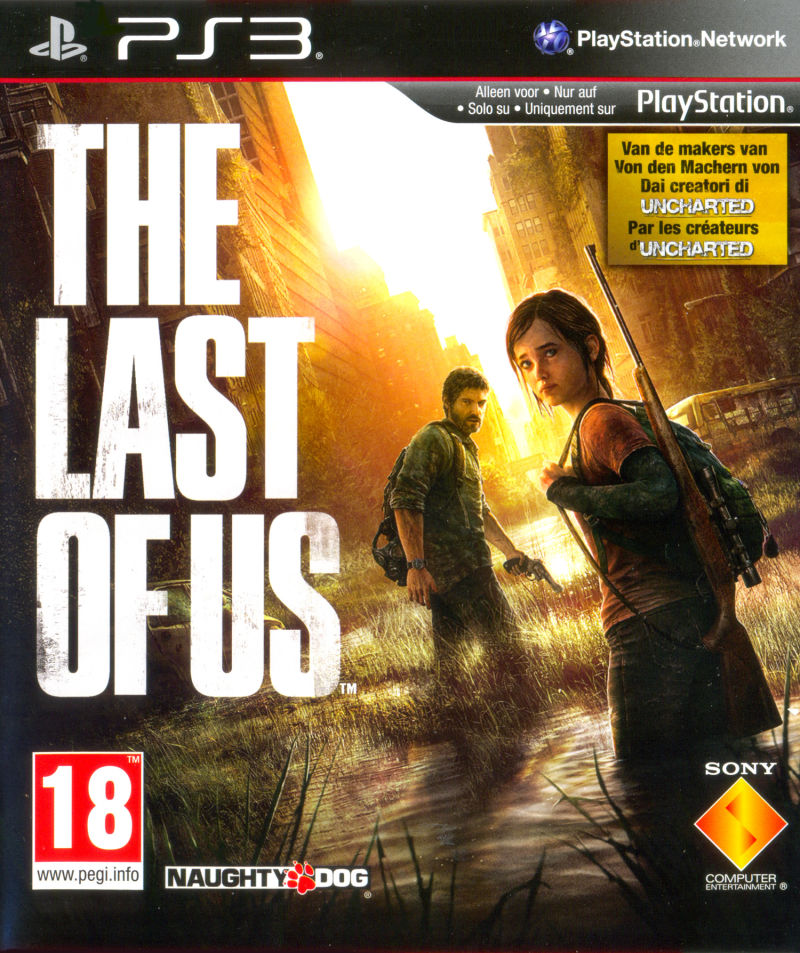 PS3®
PlayStation®Network
Alleen voor • Nur auf
• Solo su • Uniquement sur
PlayStation®
Van de makers van
Von den Machern von
Dai creatori di
UNCHARTED
Par les créateurs
d'UNCHARTED
THE
LAST
OF US™
18™
www.pegi.info
NAUGHTY DOG®
SONY
COMPUTER
ENTERTAINMENT®